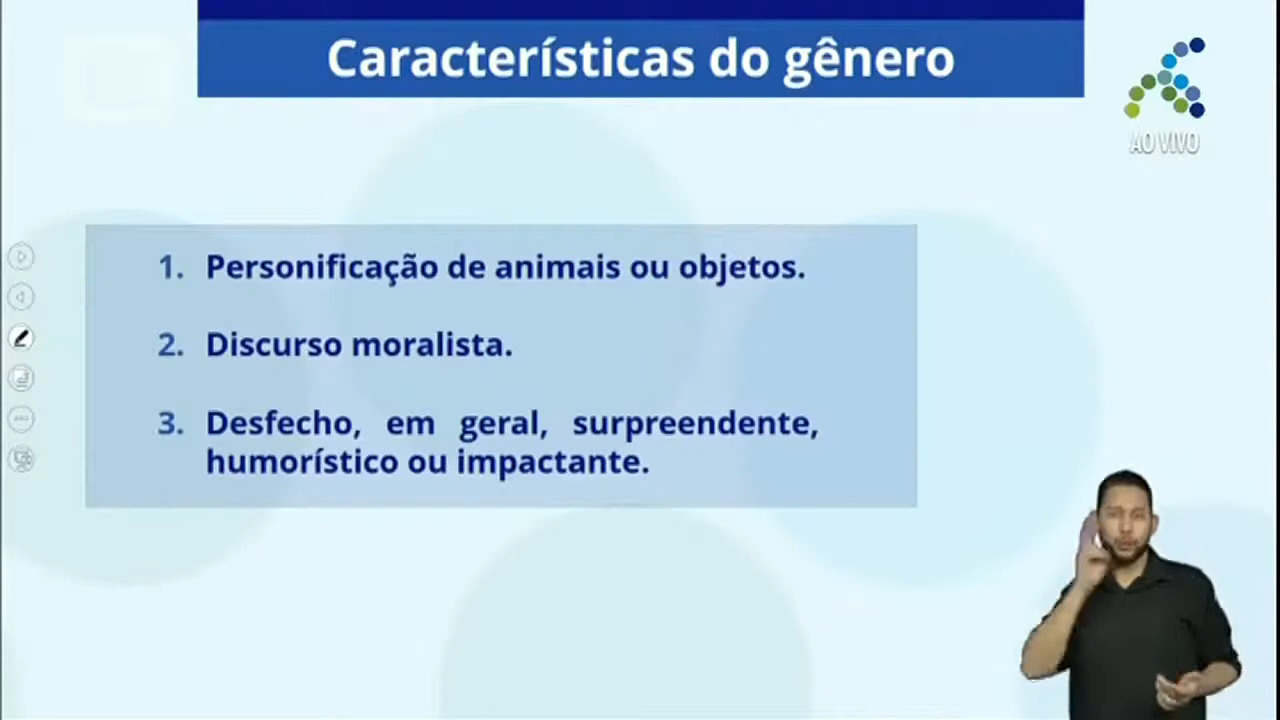 Características do gênero
AO VIVO
1. Personificação de animais ou objetos.
2. Discurso moralista.
3. Desfecho, em geral, surpreendente,
humorístico ou impactante.